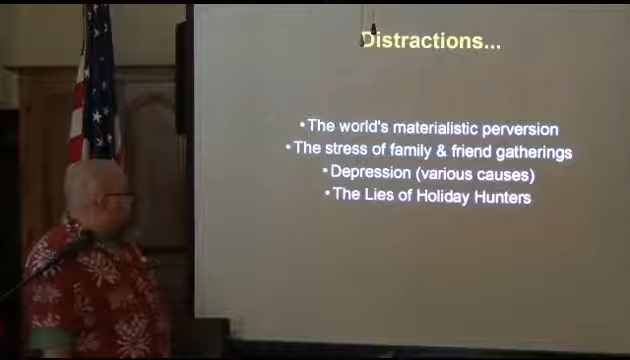 Distractions...
•The world's materialistic perversion
•The stress of family & friend gatherings
•Depression (various causes)
•The Lies of Holiday Hunters